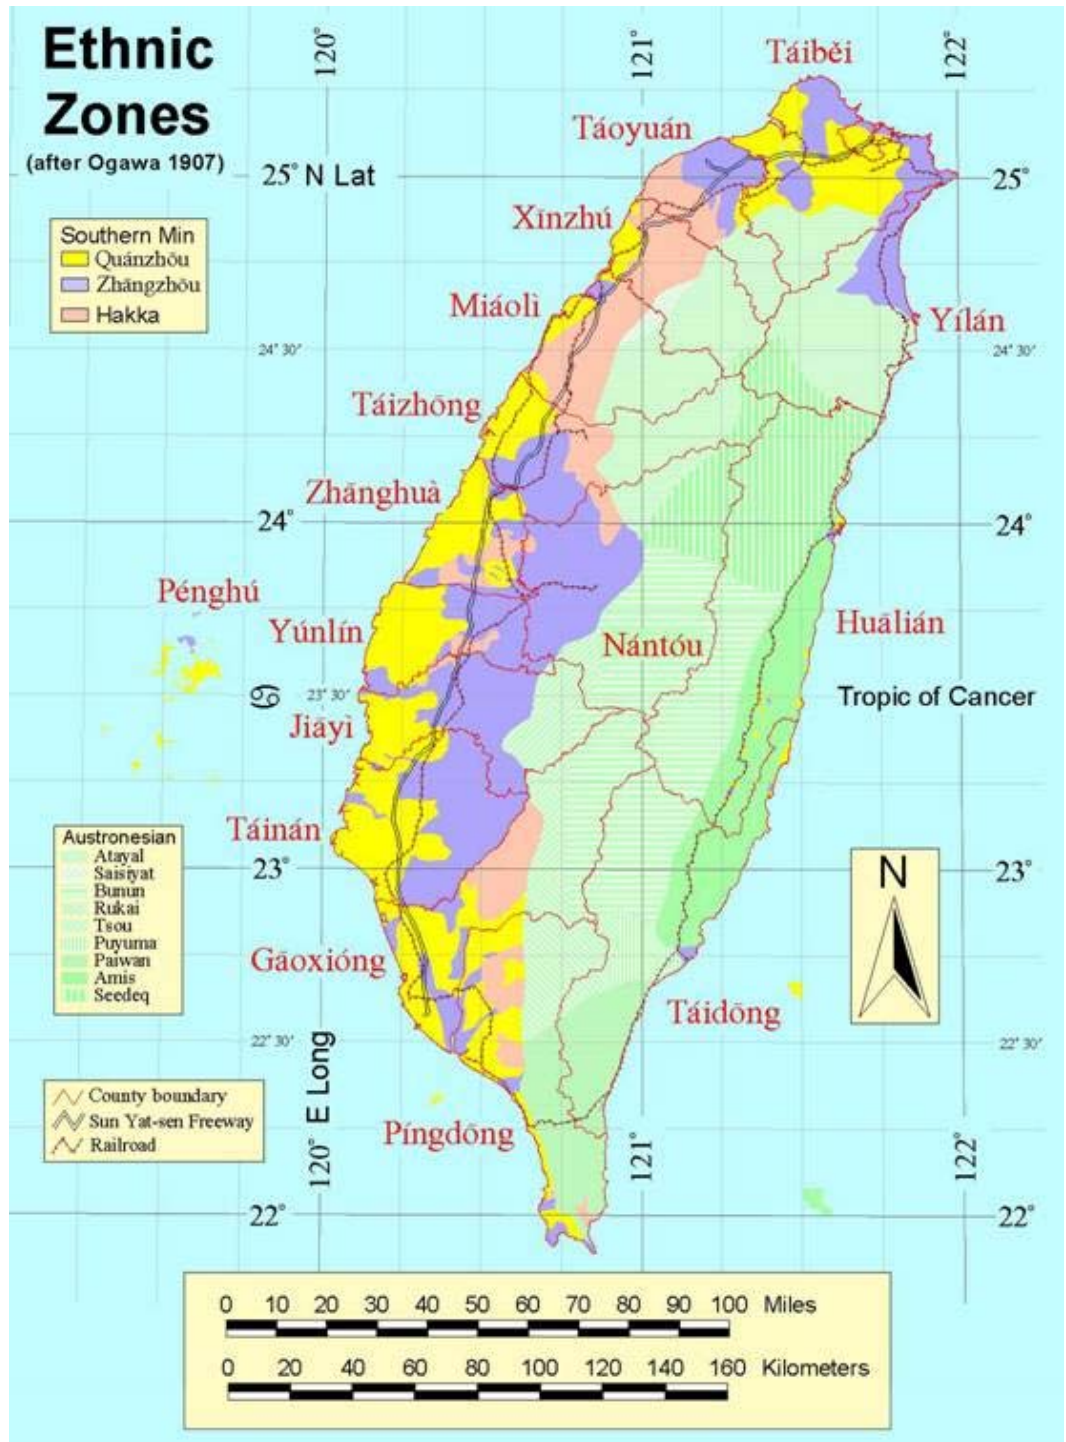 Ethnic
Zones
(after Ogawa 1907)
120°
121°
122°
Táiběi
Táoyuán
25° N Lat
25°
Xīnzhú
Southern Min
Quánzhōu
Zhāngzhōu
Hakka
Miáolì
Yílán
24° 30'
24° 30'
Táizhōng
Zhānghuà
24°
24°
Pénghú
Yúnlín
Huālián
Nántóu
23° 30'
Tropic of Cancer
Jiāyì
Austronesian
Atayal
Saisiyat
Bunun
Rukai
Tsou
Puyuma
Paiwan
Amis
Seedeq
Táinán
23°
23°
N
Gāoxióng
Táidōng
22° 30'
22° 30'
County boundary
Sun Yat-sen Freeway
Railroad
120° E Long
Píngdōng
121°
122°
22°
22°
0 10 20 30 40 50 60 70 80 90 100 Miles
0 20 40 60 80 100 120 140 160 Kilometers